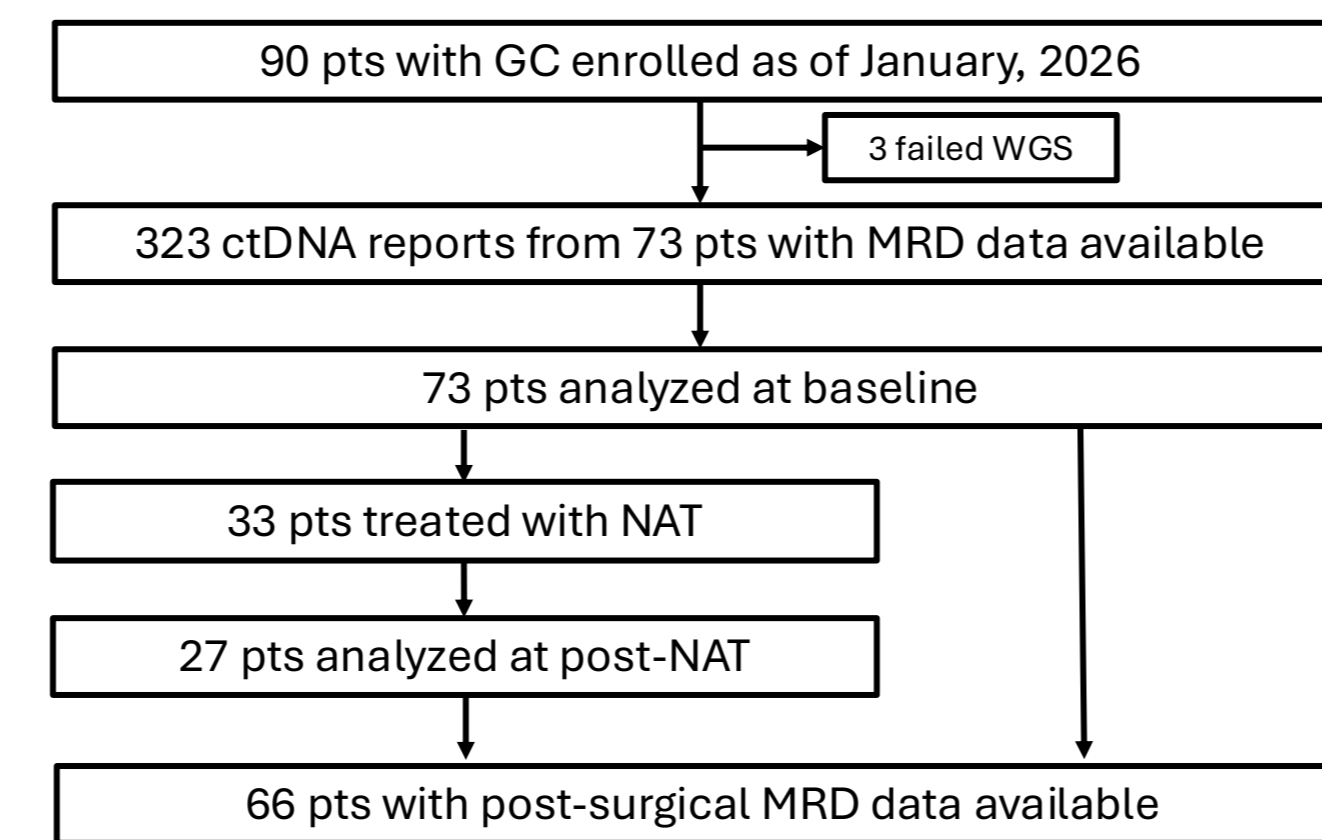 90 pts with GC enrolled as of January, 2026
3 failed WGS
323 ctDNA reports from 73 pts with MRD data available
73 pts analyzed at baseline
33 pts treated with NAT
27 pts analyzed at post-NAT
66 pts with post-surgical MRD data available